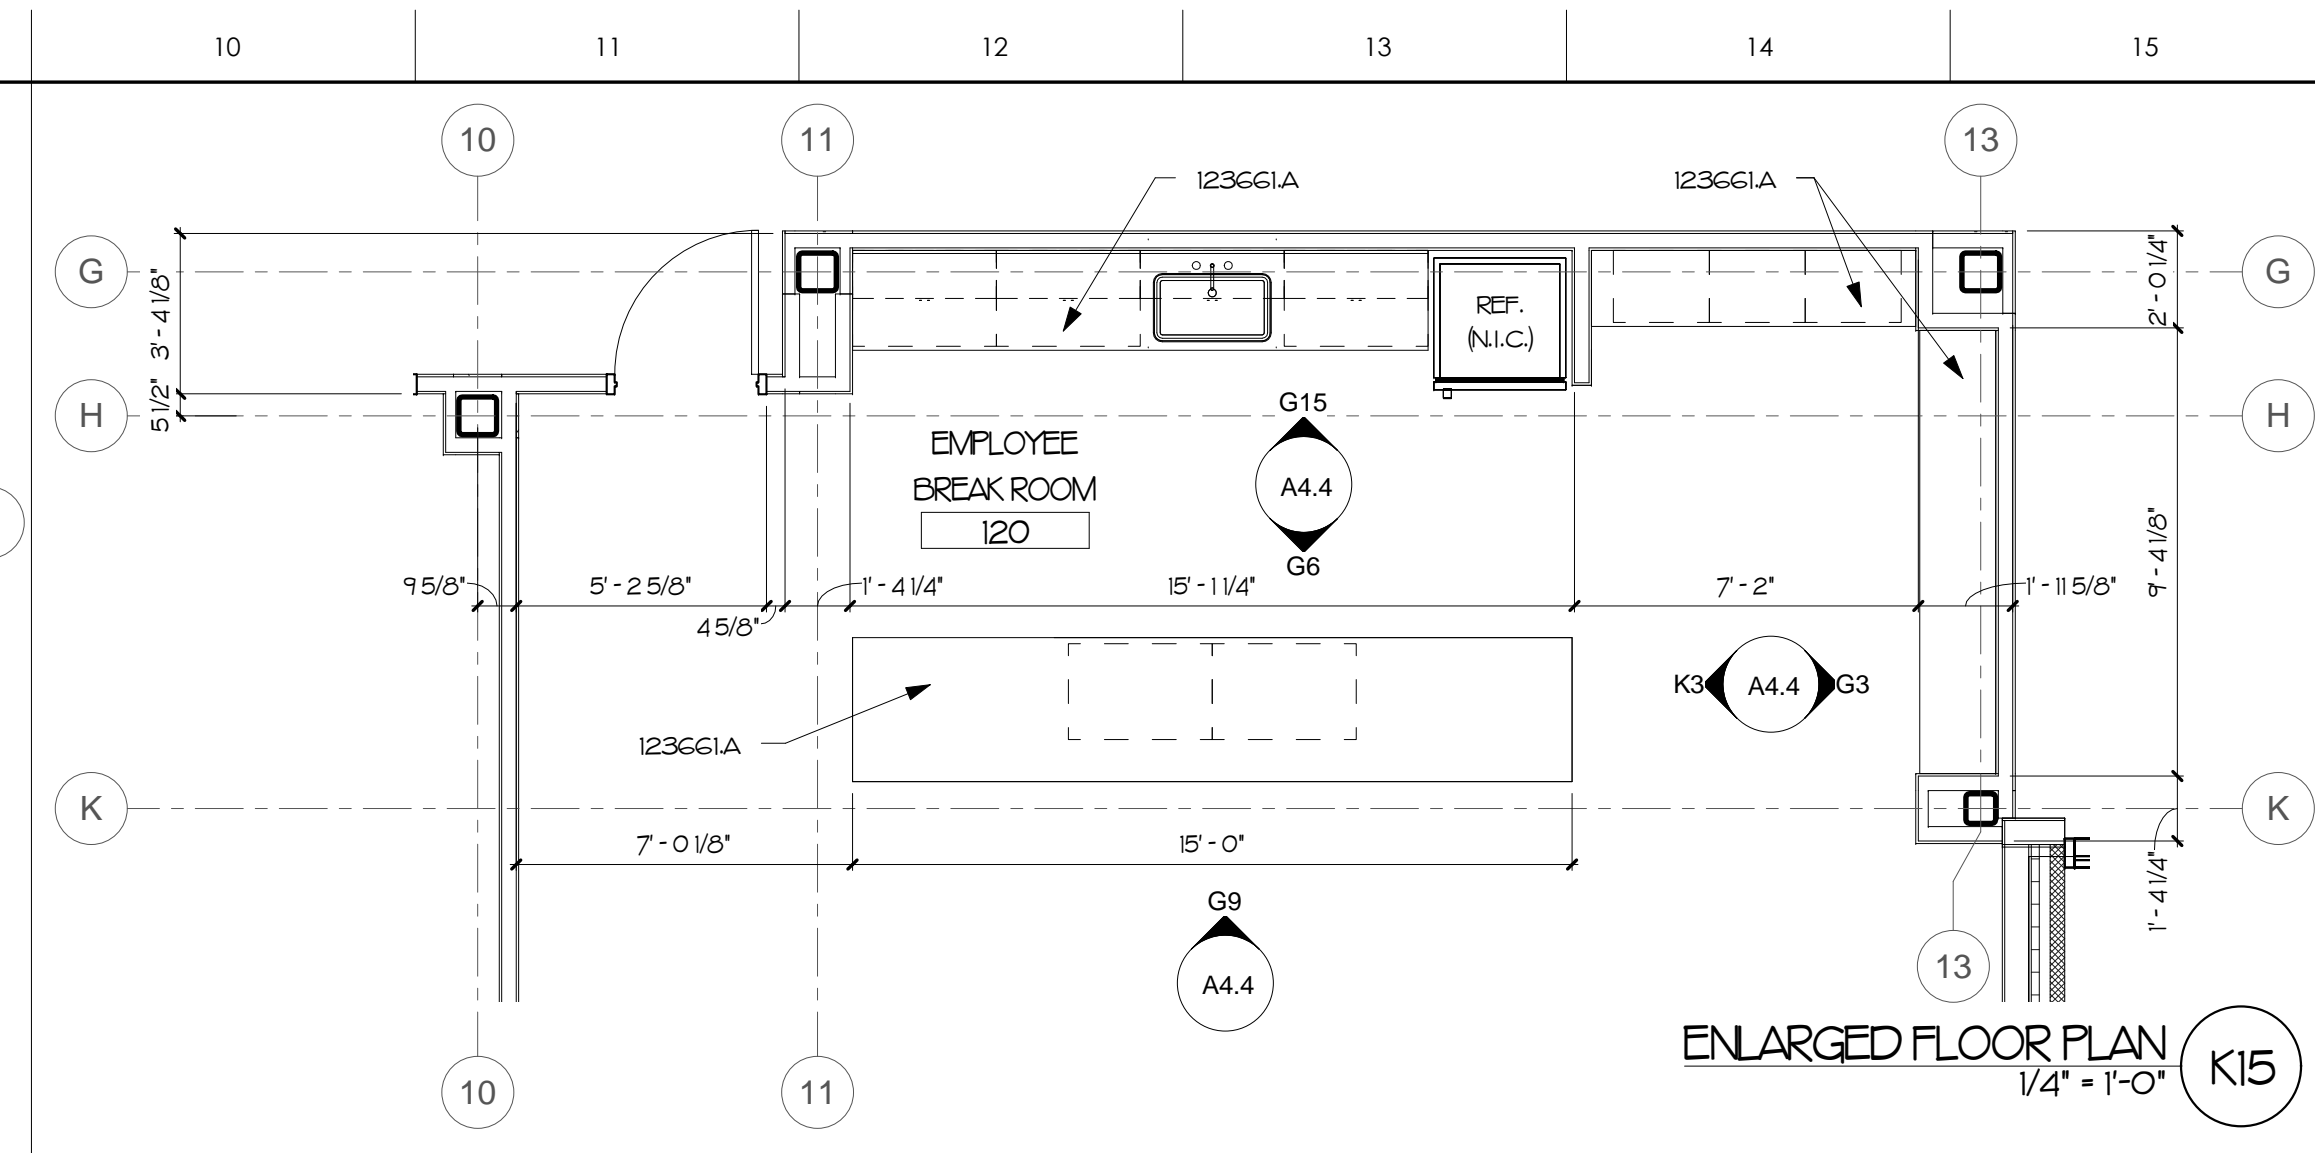 10 11 12 13 14 15
10 11 13
123661.A 123661.A
G G
3'-4 1/8" 2'-0 1/4"
REF.
(N.I.C.)
5 1/2"
H H
G15
EMPLOYEE
BREAK ROOM
A4.4
120
9'-4 1/8"
G6
9 5/8" 5'-2 5/8" 1'-4 1/4" 15'-1 1/4" 7'-2" 1'-11 5/8"
4 5/8"
K3 A4.4 G3
123661.A
K K
7'-0 1/8" 15'-0"
1'-4 1/4"
G9
A4.4
13
ENLARGED FLOOR PLAN
1/4" = 1'-0"
K15
10 11